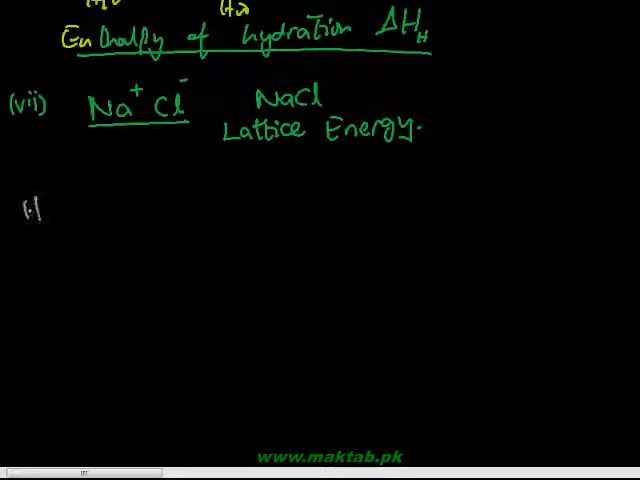 Enthalpy of hydration ΔH_H
(vii) Na⁺ Cl⁻ NaCl
Lattice Energy.
www.maktab.pk